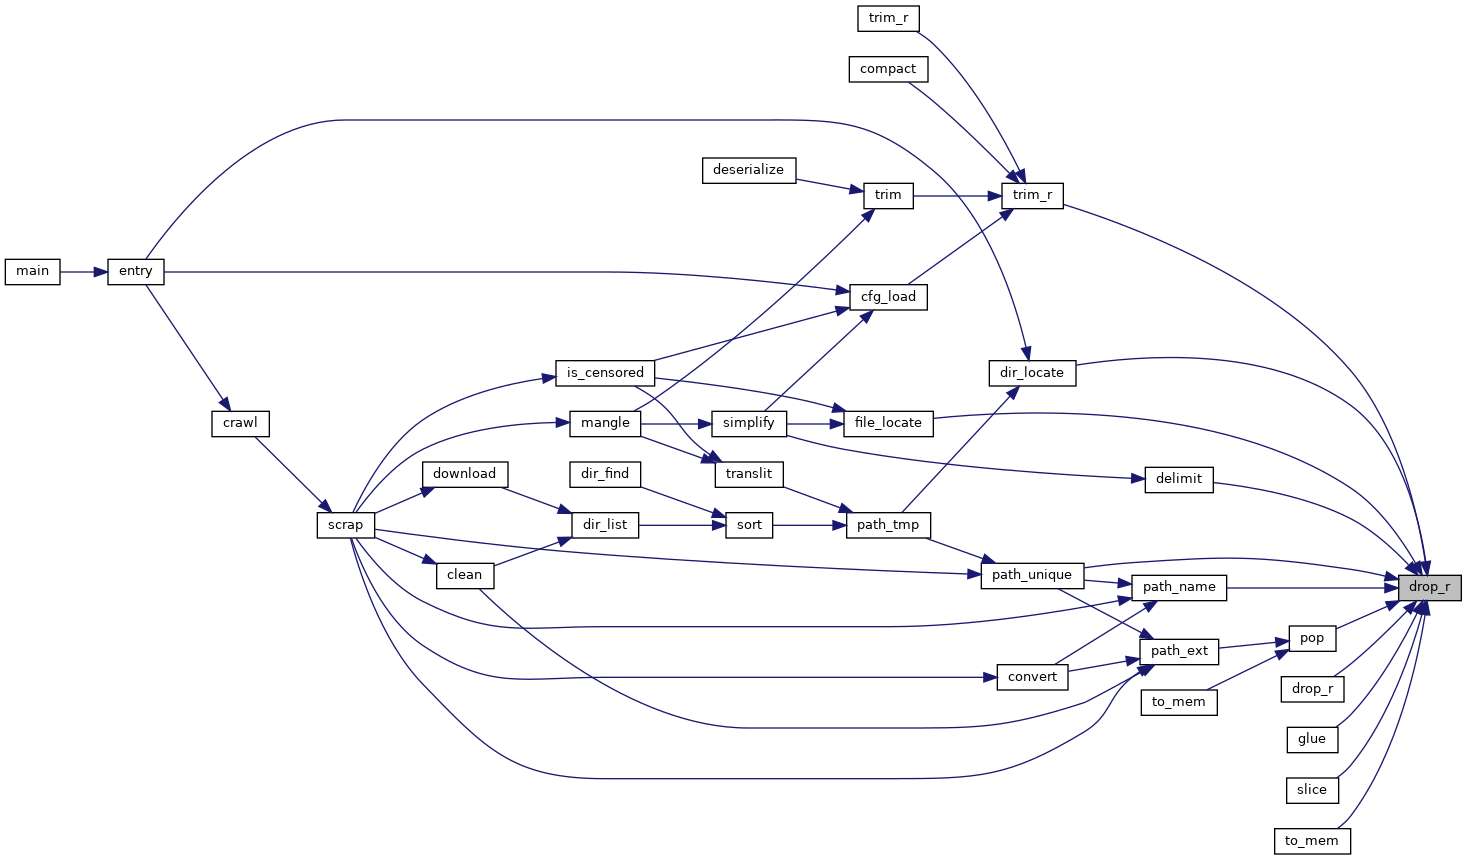 trim_r
compact
deserialize
trim
trim_r
main
entry
cfg_load
is_censored
dir_locate
crawl
mangle
simplify
file_locate
download
dir_find
translit
delimit
scrap
dir_list
sort
path_tmp
clean
path_unique
path_name
drop_r
pop
path_ext
convert
drop_r
to_mem
glue
slice
to_mem